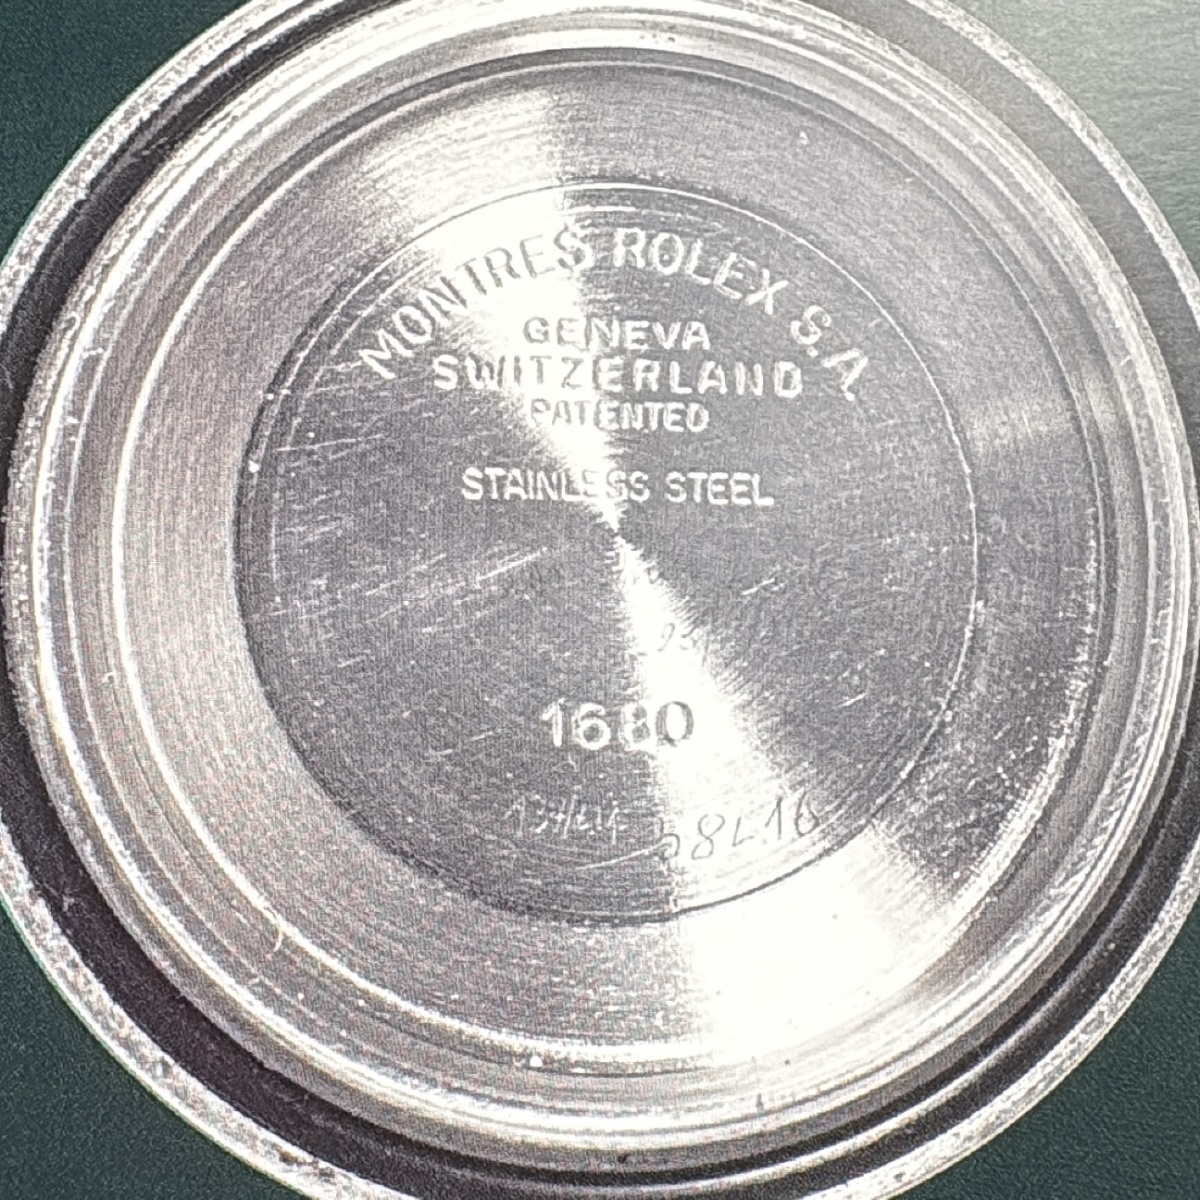 MONTRES ROLEX S.A.
GENEVA
SWITZERLAND
PATENTED
STAINLESS STEEL
1680